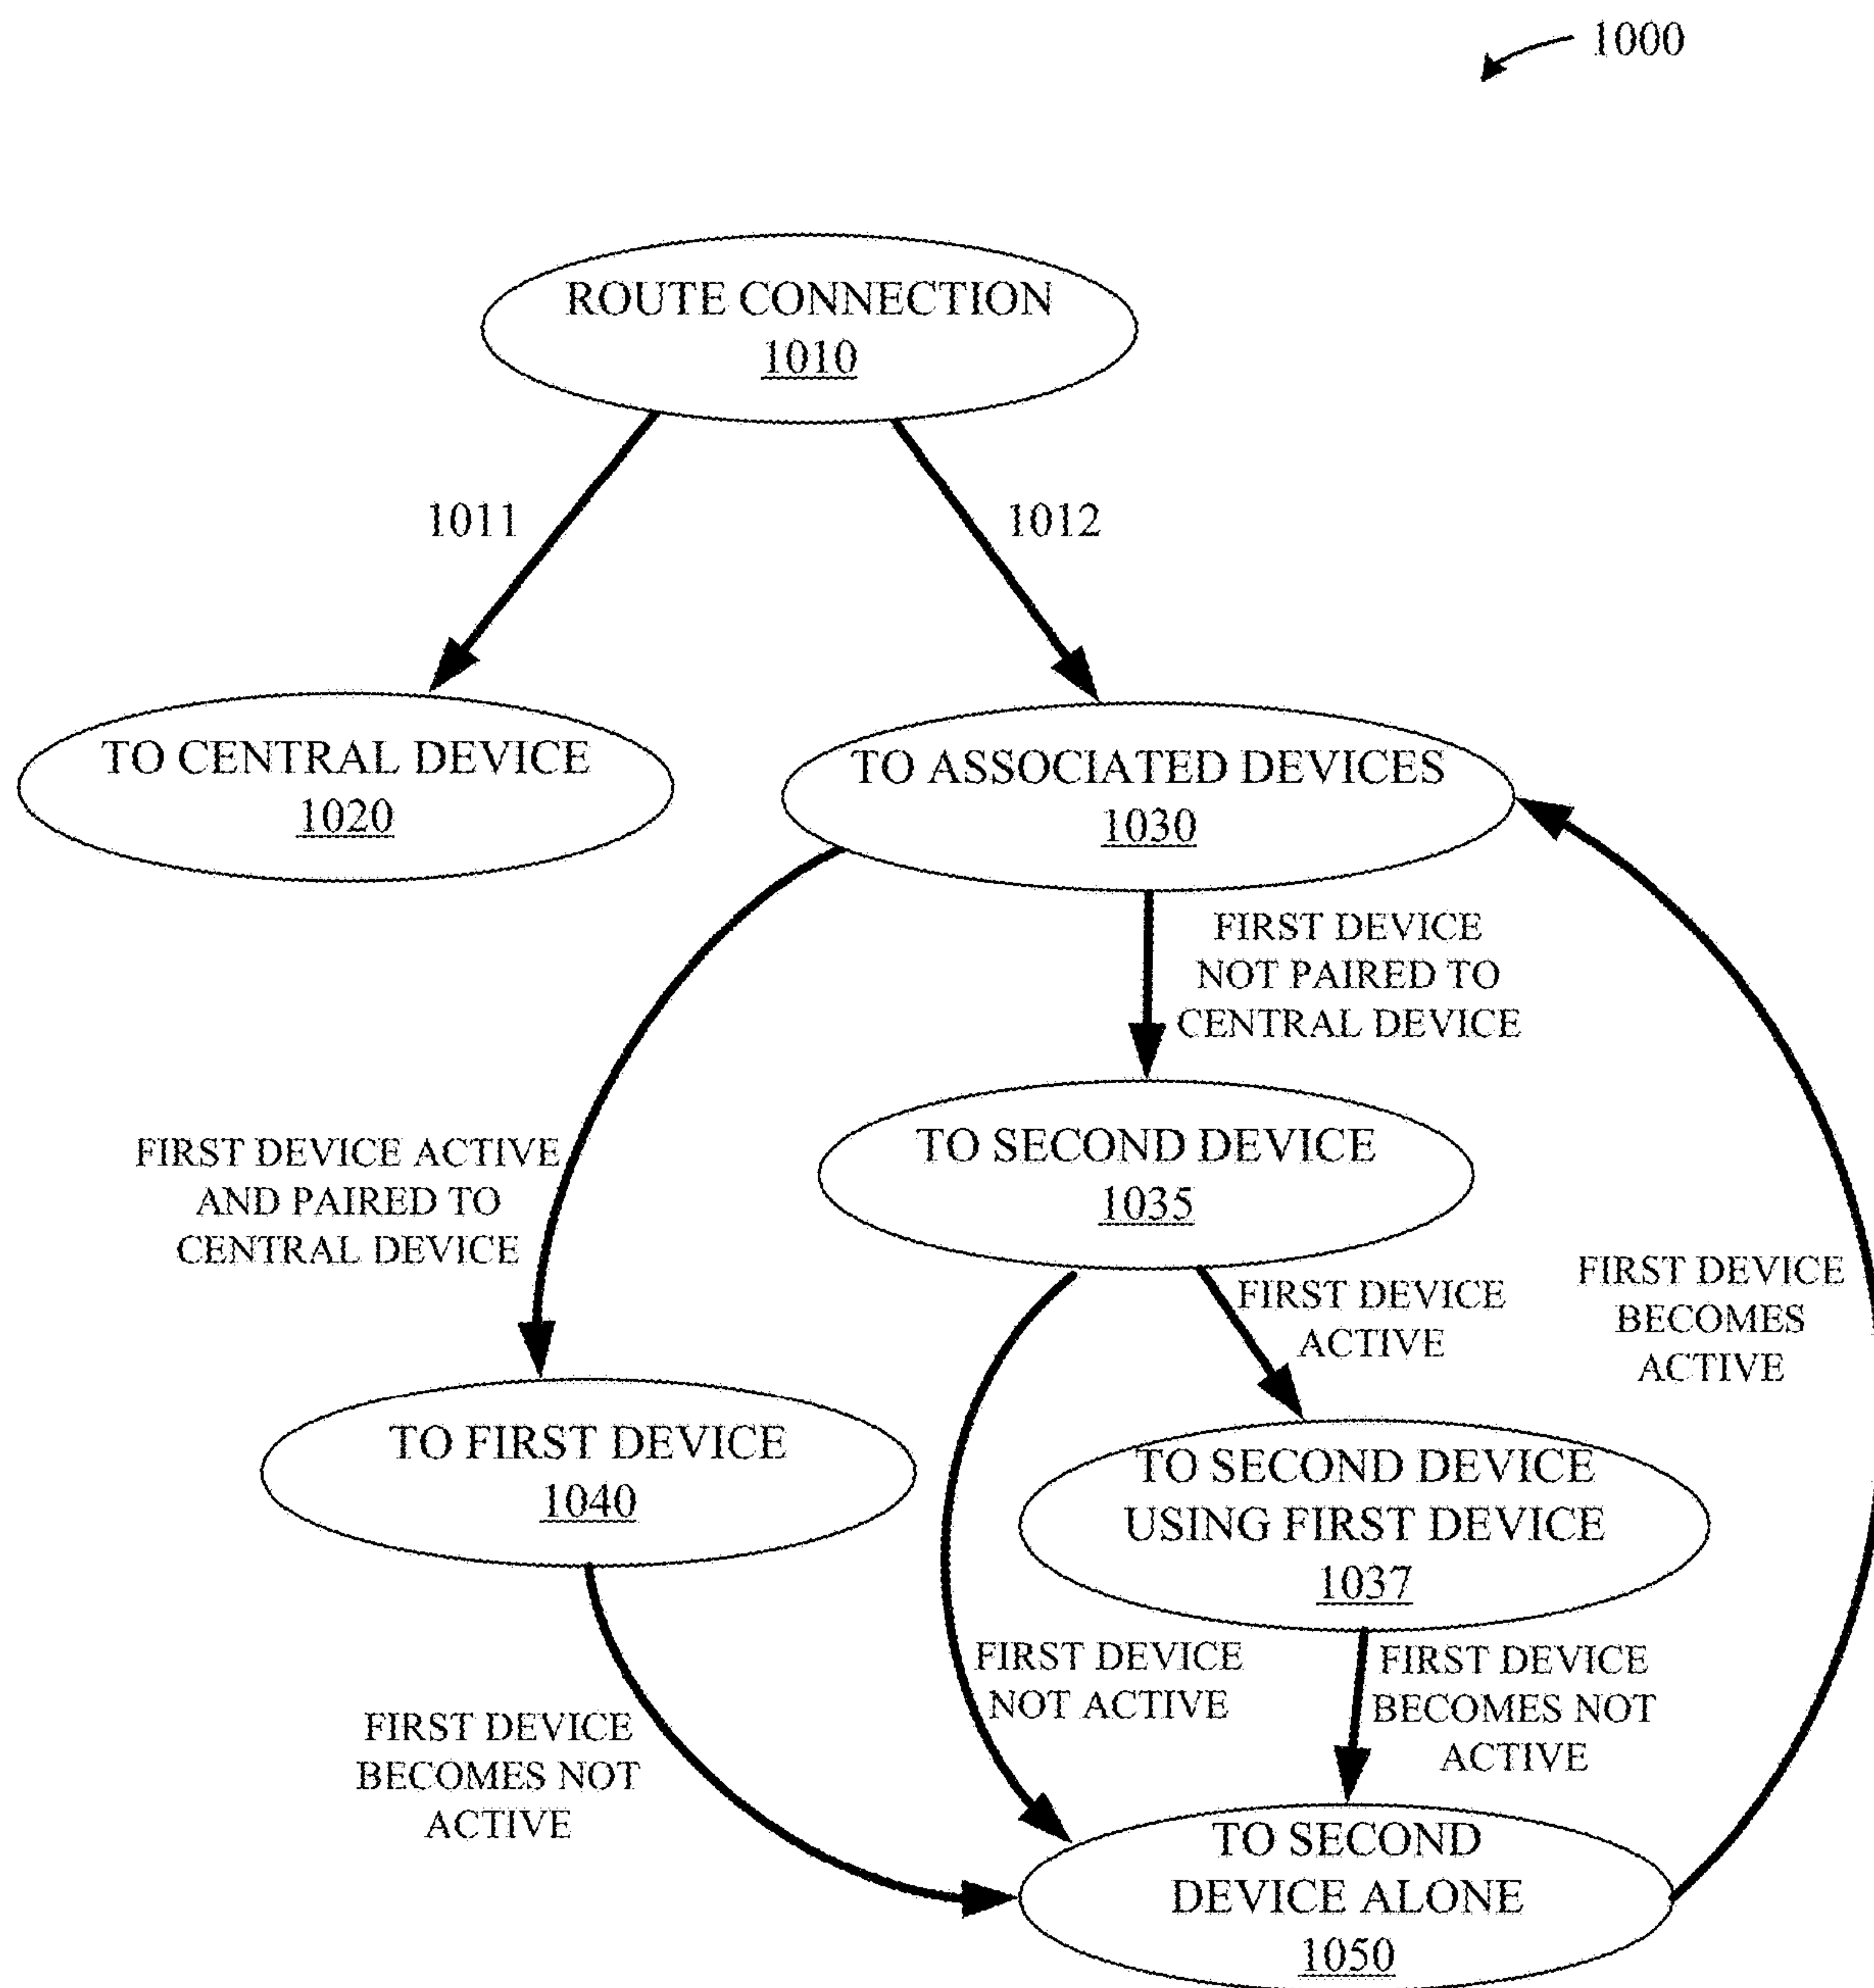 1000
ROUTE CONNECTION
1010
1011
1012
TO CENTRAL DEVICE
1020
TO ASSOCIATED DEVICES
1030
FIRST DEVICE
NOT PAIRED TO
CENTRAL DEVICE
FIRST DEVICE ACTIVE
AND PAIRED TO
CENTRAL DEVICE
TO SECOND DEVICE
1035
FIRST DEVICE
ACTIVE
FIRST DEVICE
BECOMES
ACTIVE
TO FIRST DEVICE
1040
TO SECOND DEVICE
USING FIRST DEVICE
1037
FIRST DEVICE
NOT ACTIVE
FIRST DEVICE
BECOMES NOT
ACTIVE
FIRST DEVICE
BECOMES NOT
ACTIVE
TO SECOND
DEVICE ALONE
1050